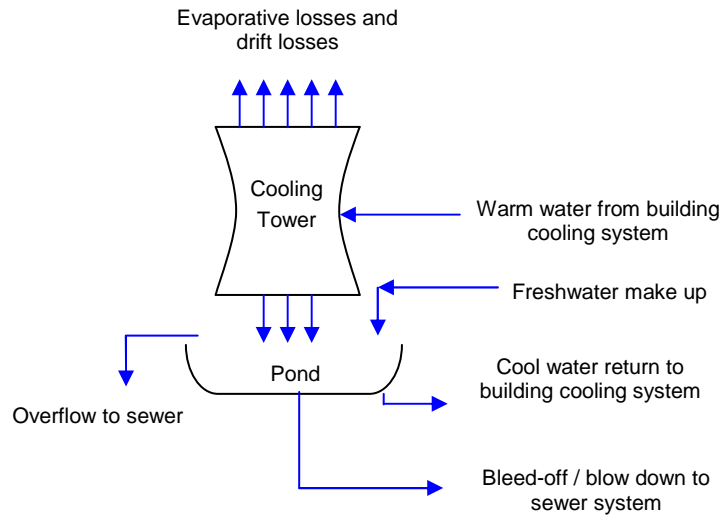 Evaporative losses and
drift losses
Cooling
Tower
Warm water from building
cooling system
Freshwater make up
Pond
Cool water return to
building cooling system
Overflow to sewer
Bleed-off / blow down to
sewer system